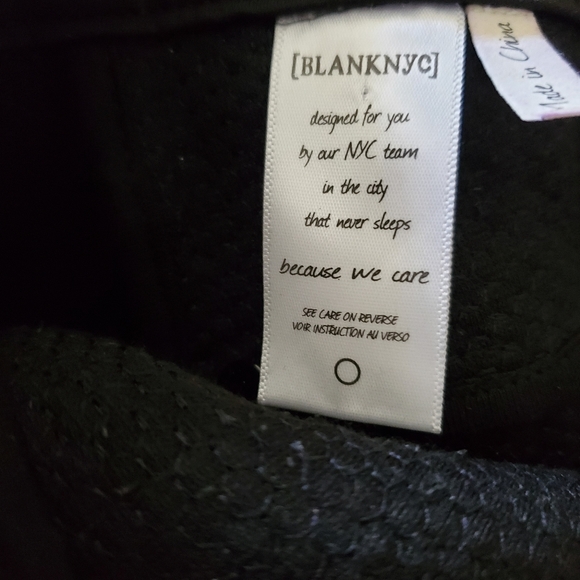 [BLANKNYC]
designed for you
by our NYC team
in the city
that never sleeps
because we care
SEE CARE ON REVERSE
VOIR INSTRUCTION AU VERSO
Made in China